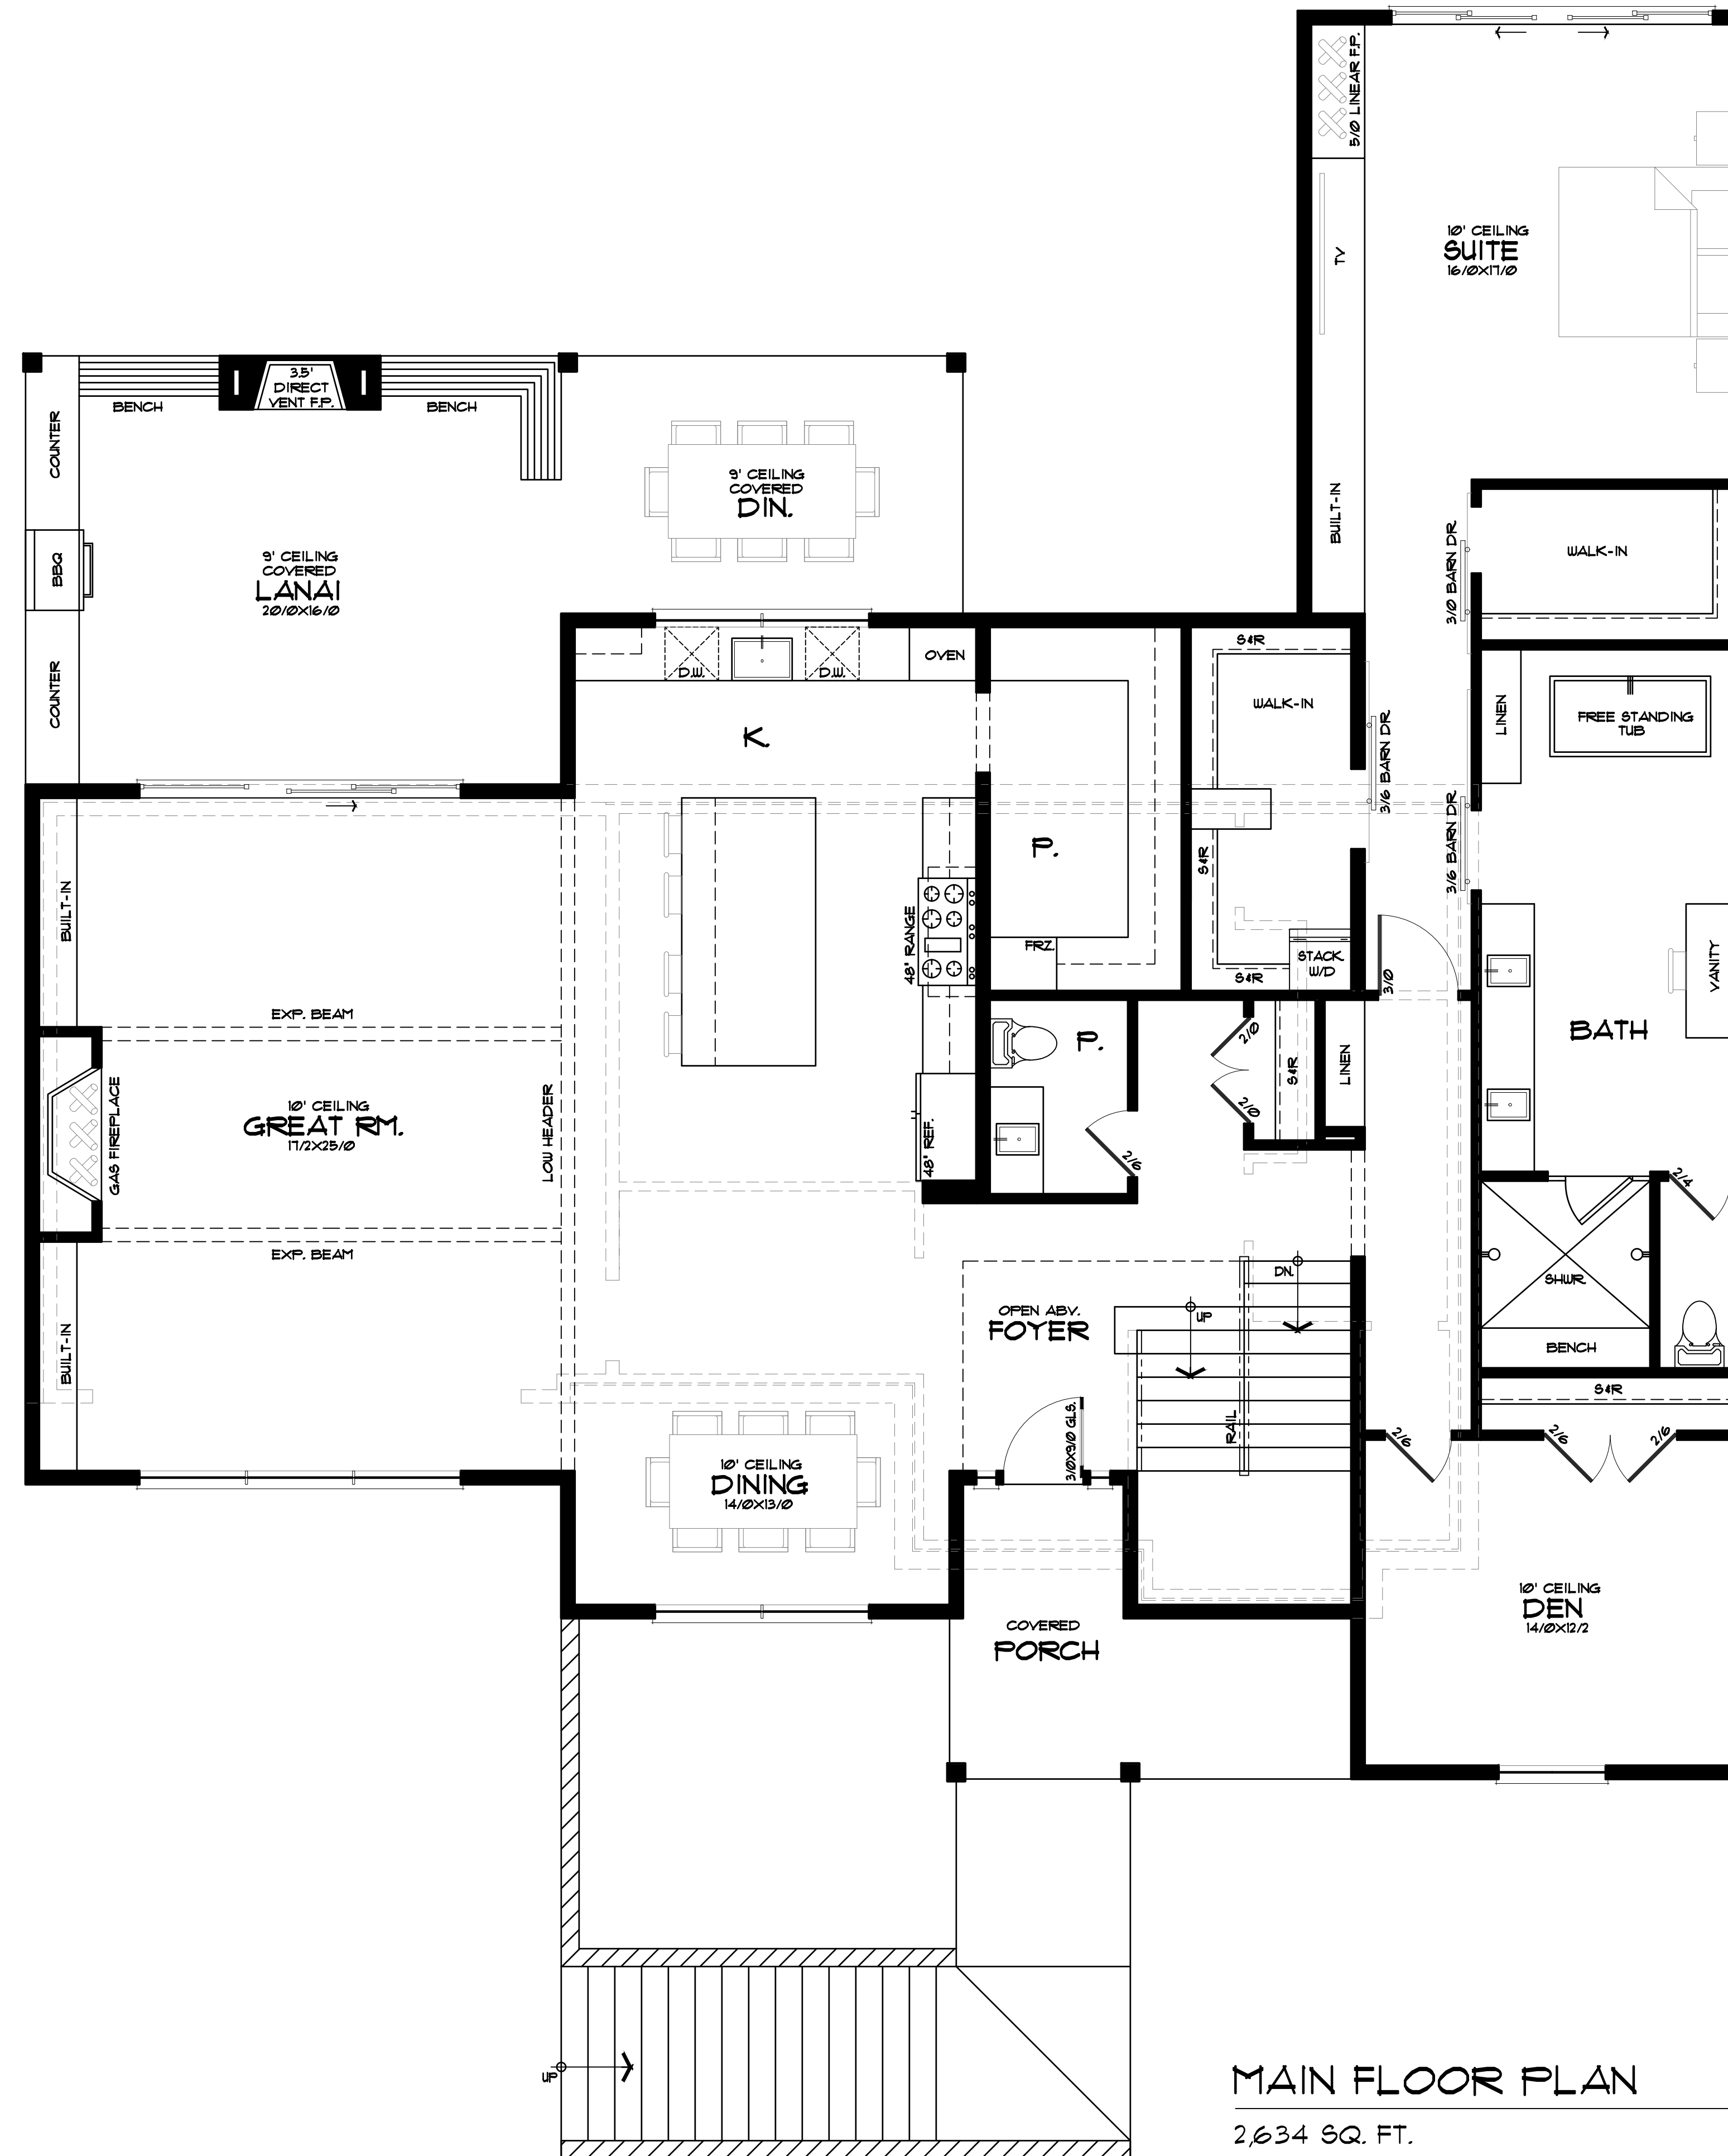 5/0 LINEAR F.P.
10' CEILING
SUITE
16/0X17/0
TV
BUILT-IN
3.5'
DIRECT
VENT F.P.
BENCH
BENCH
COUNTER
9' CEILING
COVERED
DIN.
BBQ
9' CEILING
COVERED
LANAI
20/0X16/0
COUNTER
3/0 BARN DR
WALK-IN
D.W.
D.W.
OVEN
S&R
WALK-IN
LINEN
FREE STANDING
TUB
K.
3/6 BARN DR
3/6 BARN DR
P.
S&R
BUILT-IN
48" RANGE
FRZ.
STACK
W/D
S&R
3/0
VANITY
EXP. BEAM
BATH
P.
2/0
S&R
LINEN
2/0
GAS FIREPLACE
10' CEILING
GREAT RM.
17/2X25/0
LOW HEADER
48" REF.
2/6
2/4
EXP. BEAM
DN.
SHWR
OPEN ABV.
FOYER
UP
BENCH
BUILT-IN
S&R
3/0X9/0 GLS.
RAIL
2/6
2/6
2/6
10' CEILING
DINING
14/0X13/0
10' CEILING
DEN
14/0X12/2
COVERED
PORCH
UP
MAIN FLOOR PLAN
2,634 SQ. FT.